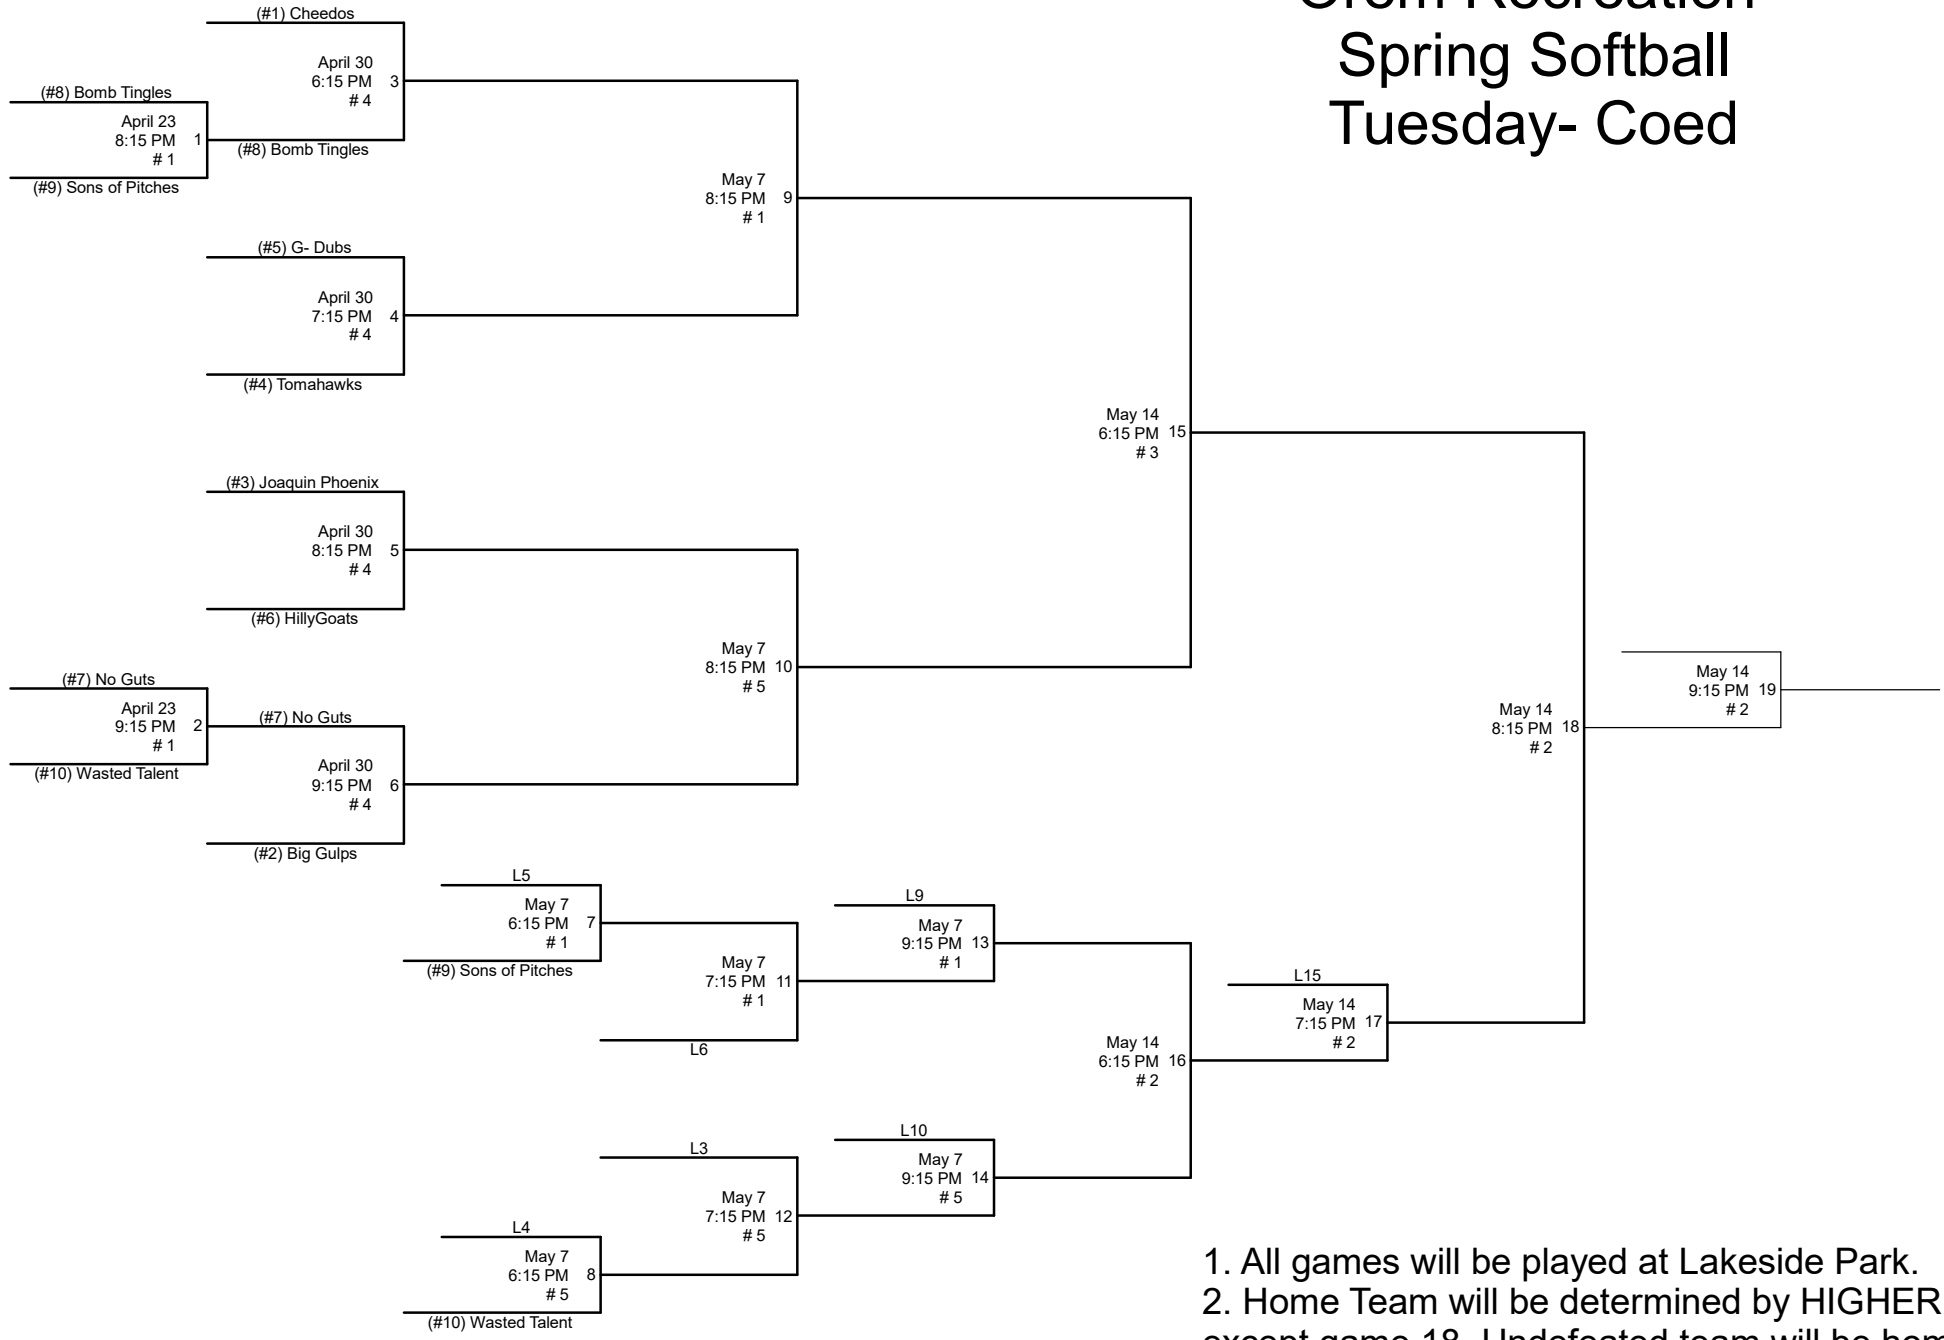 Spring Softball
Tuesday- Coed
(#1) Cheedos
April 30
6:15 PM 3
# 4
(#8) Bomb Tingles
April 23
8:15 PM 1
# 1
(#8) Bomb Tingles
(#9) Sons of Pitches
May 7
8:15 PM 9
# 1
(#5) G- Dubs
April 30
7:15 PM 4
# 4
(#4) Tomahawks
May 14
6:15 PM 15
# 3
(#3) Joaquin Phoenix
April 30
8:15 PM 5
# 4
(#6) HillyGoats
May 7
8:15 PM 10
# 5
(#7) No Guts
April 23
9:15 PM 2
# 1
(#7) No Guts
(#10) Wasted Talent
April 30
9:15 PM 6
# 4
(#2) Big Gulps
May 14
8:15 PM 18
# 2
May 14
9:15 PM 19
# 2
L5
May 7
6:15 PM 7
# 1
(#9) Sons of Pitches
L9
May 7
9:15 PM 13
# 1
May 7
7:15 PM 11
# 1
L6
L15
May 14
7:15 PM 17
# 2
May 14
6:15 PM 16
# 2
L3
L10
May 7
9:15 PM 14
# 5
May 7
7:15 PM 12
# 5
L4
May 7
6:15 PM 8
# 5
(#10) Wasted Talent
1. All games will be played at Lakeside Park.
2. Home Team will be determined by HIGHER